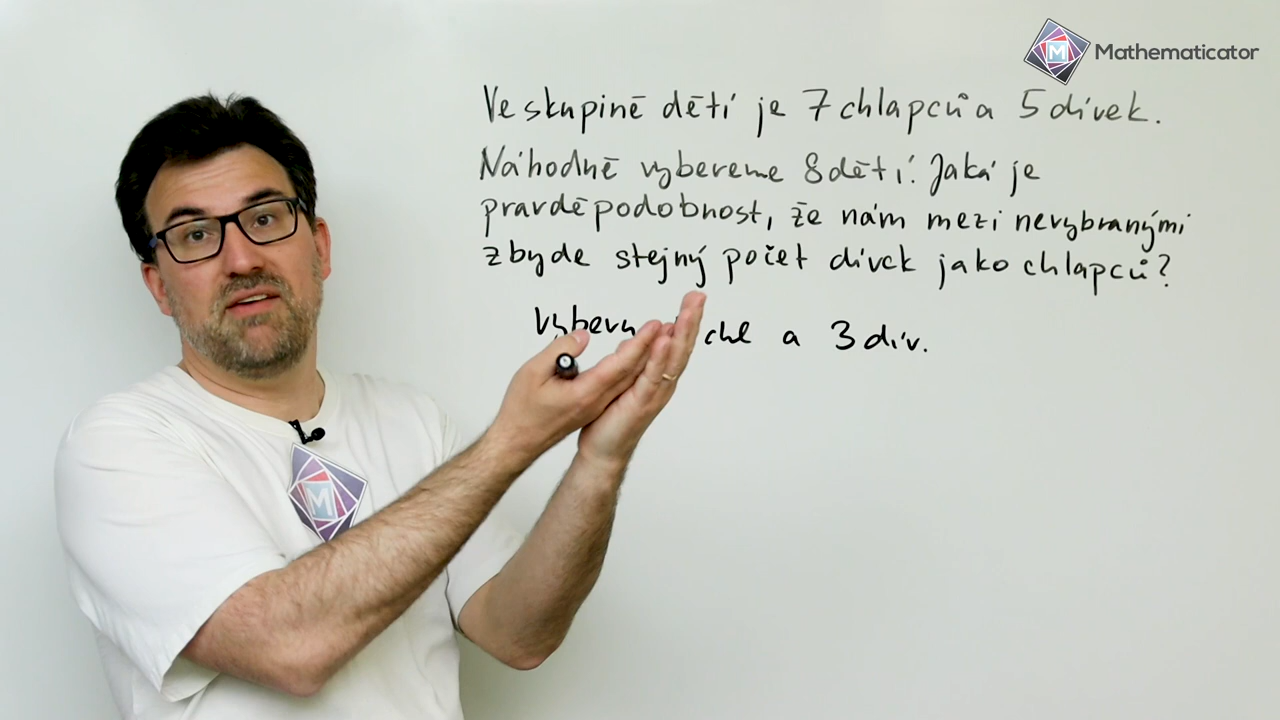 Mathematicator
Ve skupině dětí je 7 chlapců a 5 dívek.
Náhodně vybereme 8 dětí. Jaká je
pravděpodobnost, že nám mezi nevybranými
zbyde stejný počet dívek jako chlapců?
chl a 3 dív.
M